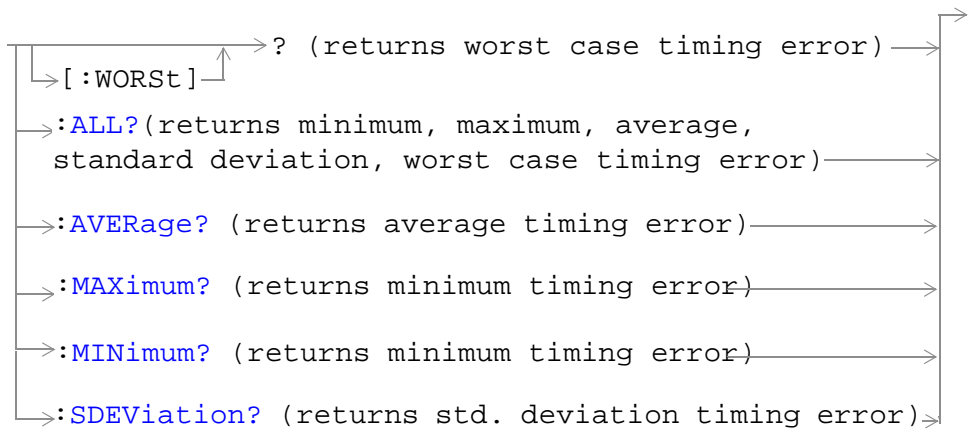 ? (returns worst case timing error)
[:WORSt]
:ALL?(returns minimum, maximum, average,
standard deviation, worst case timing error)
:AVERage? (returns average timing error)
:MAXimum? (returns minimum timing error)
:MINimum? (returns minimum timing error)
:SDEViation? (returns std. deviation timing error)